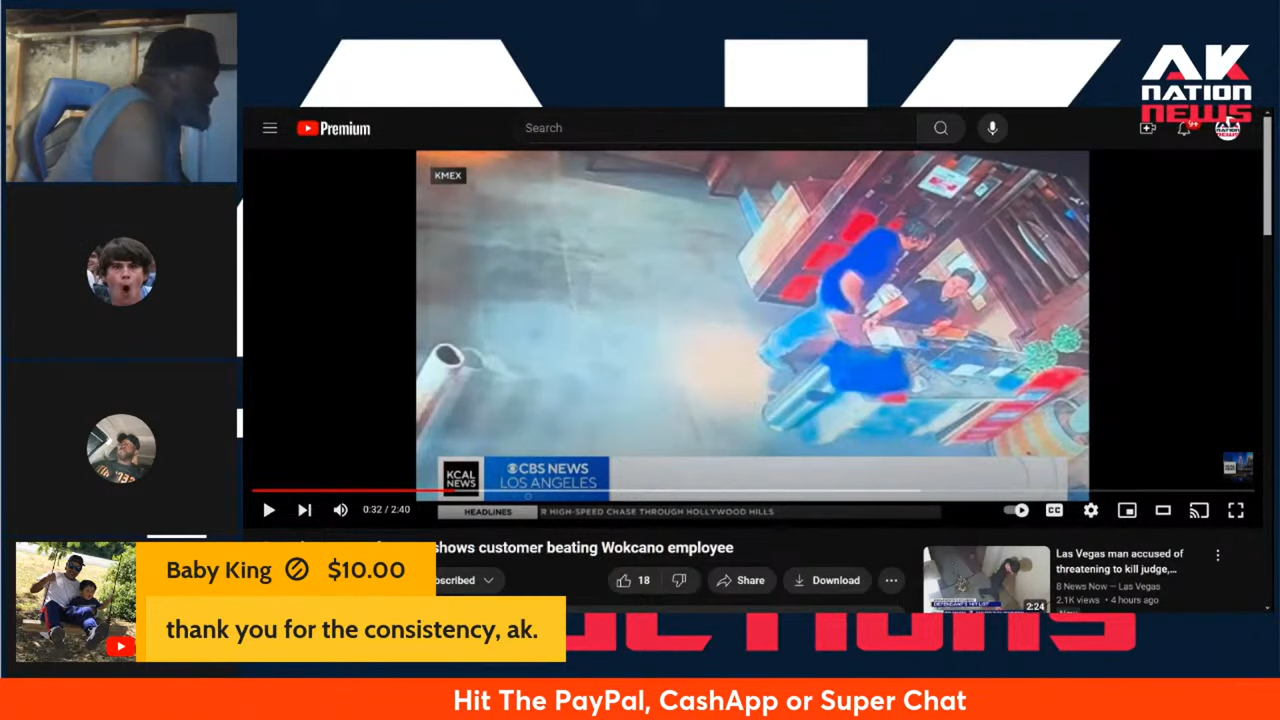 AK
NATION
NEWS
Premium
Search
9+
KMEX
KCAL
NEWS
CBS NEWS
LOS ANGELES
0:32 / 2:40
CC
HEADLINES
R HIGH-SPEED CHASE THROUGH HOLLYWOOD HILLS
shows customer beating Wokcano employee
scribed
18
Share
Download
Las Vegas man accused of
threatening to kill judge,...
8 News Now — Las Vegas
2.1K views • 4 hours ago
2:24
Baby King $10.00
thank you for the consistency, ak.
Hit The PayPal, CashApp or Super Chat